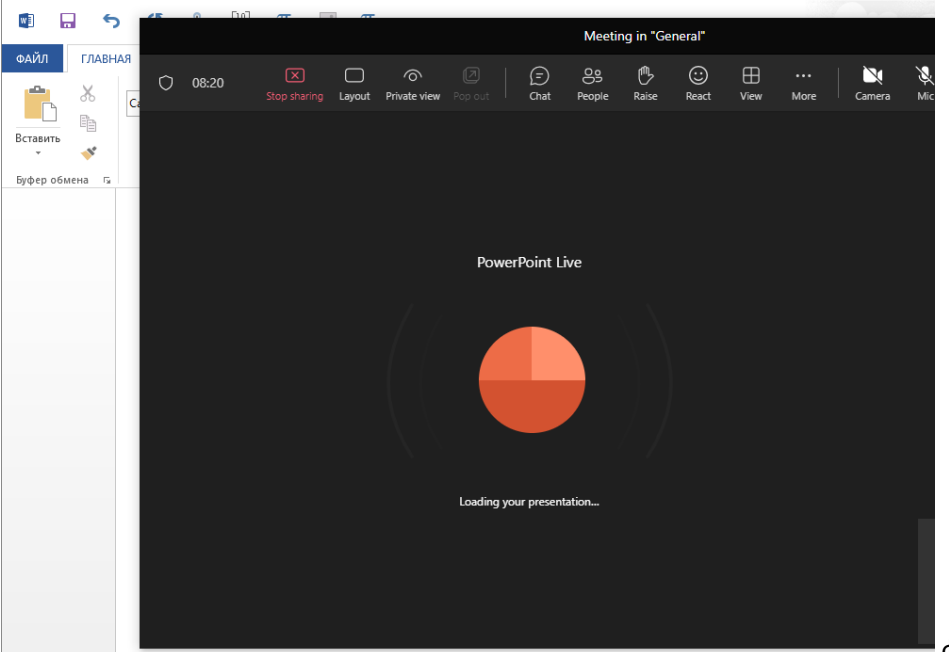 Meeting in "General"
ФАЙЛ ГЛАВНАЯ
08:20
Stop sharing Layout Private view Pop out Chat People Raise React View More Camera Mic
Вставить
Буфер обмена
PowerPoint Live
Loading your presentation...